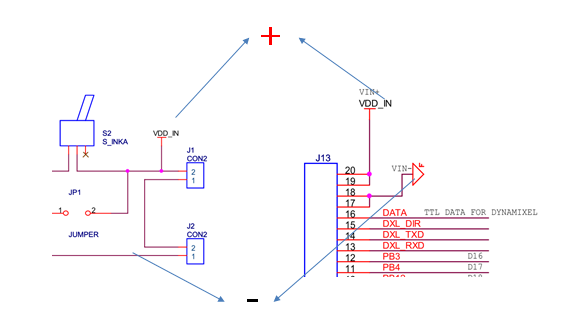 +
VIN+
VDD_IN
S2
S_INKA
VDD_IN
J1
CON2
2
1
J13
VIN-
20
19
18
17
16 DATA TTL DATA FOR DYNAMIXEL
15 DXL_DIR
14 DXL_TXD
13 DXL_RXD
12 PB3 D16
11 PB4 D17
JP1
1 2
JUMPER
J2
CON2
2
1
-